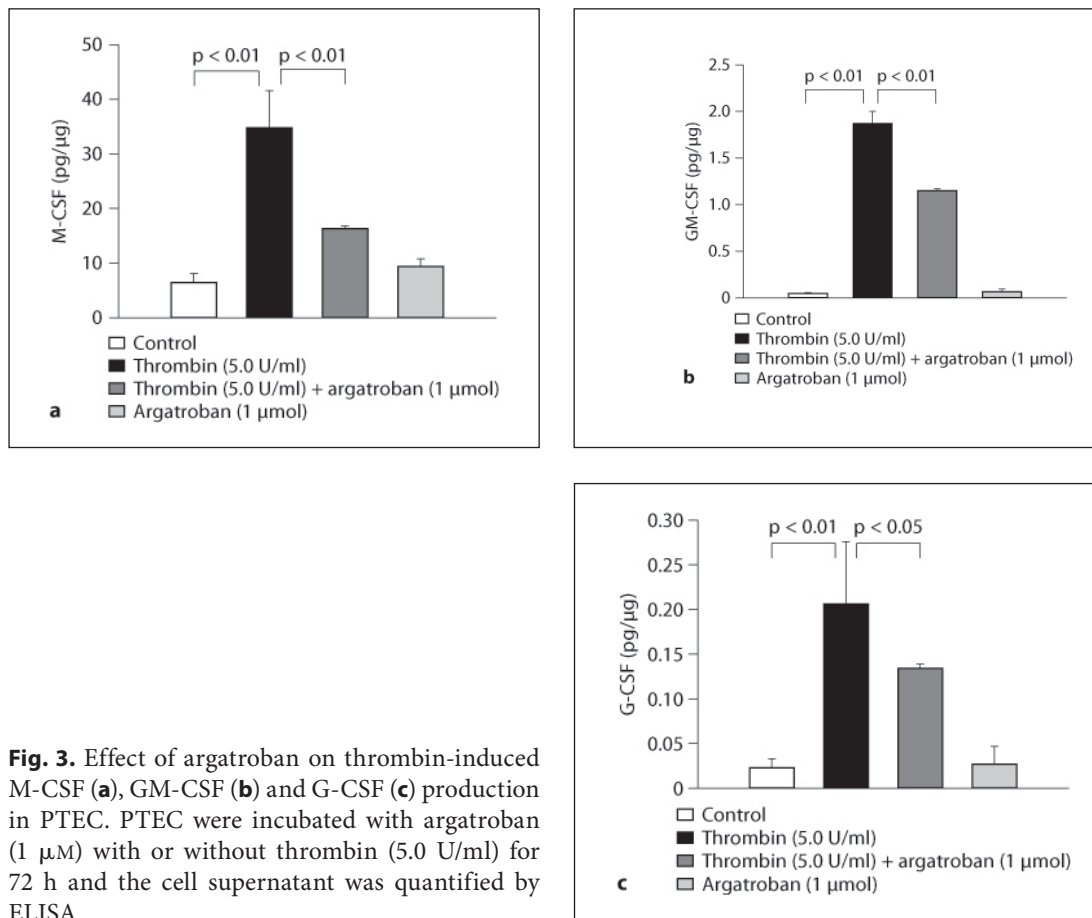 50
40
30
20
10
0
M-CSF (pg/µg)
p < 0.01 p < 0.01
Control
Thrombin (5.0 U/ml)
Thrombin (5.0 U/ml) + argatroban (1 µmol)
Argatroban (1 µmol)
a
2.5
2.0
1.5
1.0
0.5
0
GM-CSF (pg/µg)
p < 0.01 p < 0.01
Control
Thrombin (5.0 U/ml)
Thrombin (5.0 U/ml) + argatroban (1 µmol)
Argatroban (1 µmol)
b
0.30
0.25
0.20
0.15
0.10
0.05
0
G-CSF (pg/µg)
p < 0.01 p < 0.05
Control
Thrombin (5.0 U/ml)
Thrombin (5.0 U/ml) + argatroban (1 µmol)
Argatroban (1 µmol)
c
Fig. 3. Effect of argatroban on thrombin-induced
M-CSF (a), GM-CSF (b) and G-CSF (c) production
in PTEC. PTEC were incubated with argatroban
(1 µM) with or without thrombin (5.0 U/ml) for
72 h and the cell supernatant was quantified by
ELISA